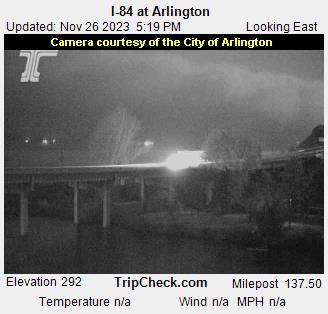 I-84 at Arlington
Updated: Nov 26 2023 5:19 PM Looking East
Camera courtesy of the City of Arlington
Elevation 292 TripCheck.com Milepost 137.50
Temperature n/a Wind n/a MPH n/a